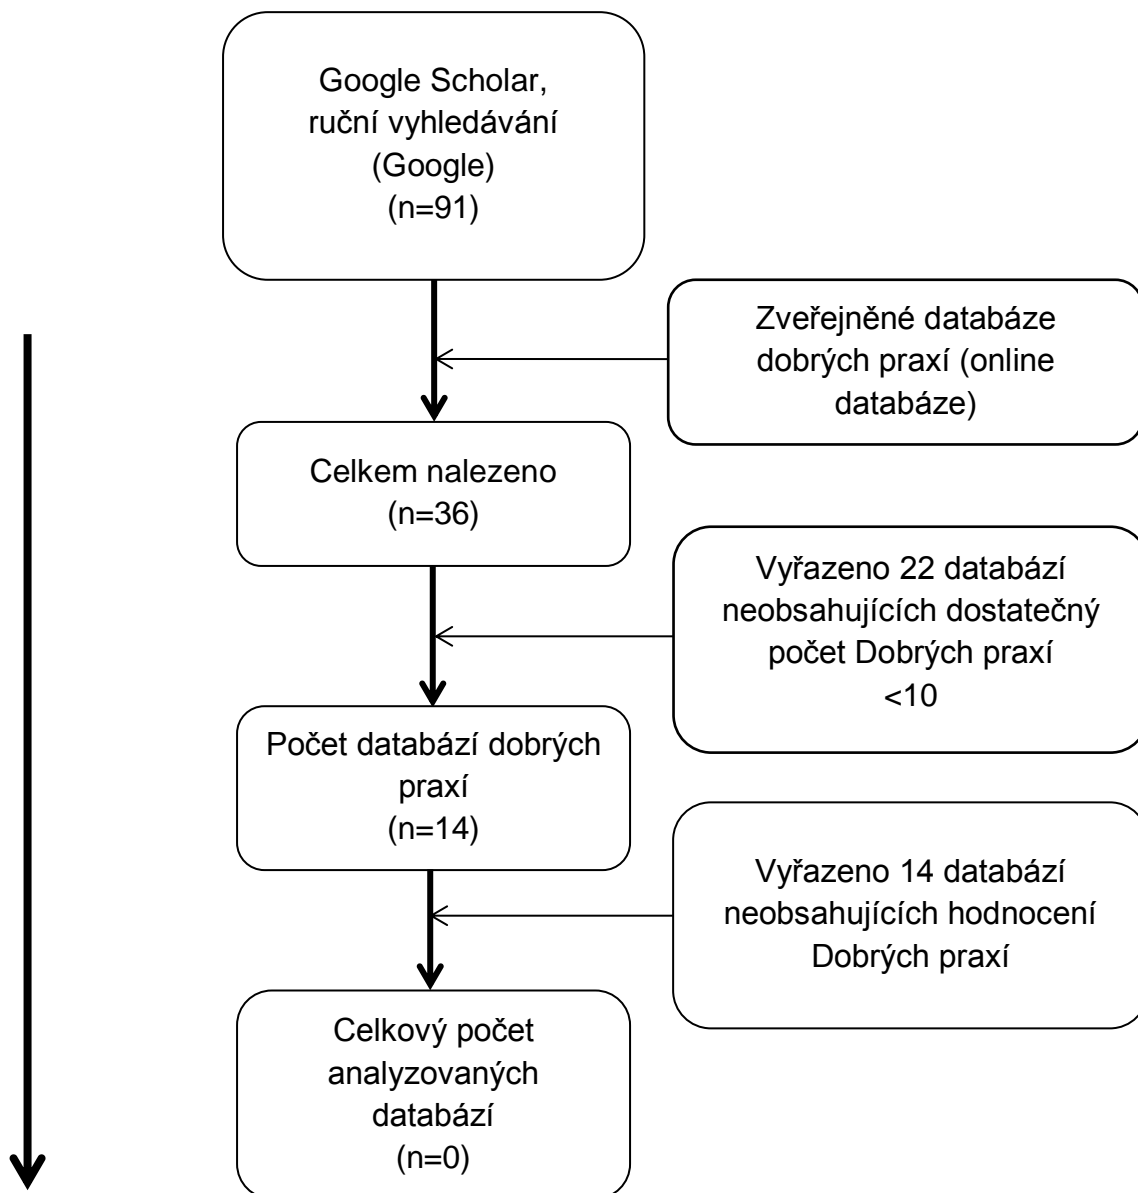 Google Scholar,
ruční vyhledávání
(Google)
(n=91)
Zveřejněné databáze
dobrých praxí (online
databáze)
Celkem nalezeno
(n=36)
Vyřazeno 22 databází
neobsahujících dostatečný
počet Dobrých praxí
<10
Počet databází dobrých
praxí
(n=14)
Vyřazeno 14 databází
neobsahujících hodnocení
Dobrých praxí
Celkový počet
analyzovaných
databází
(n=0)